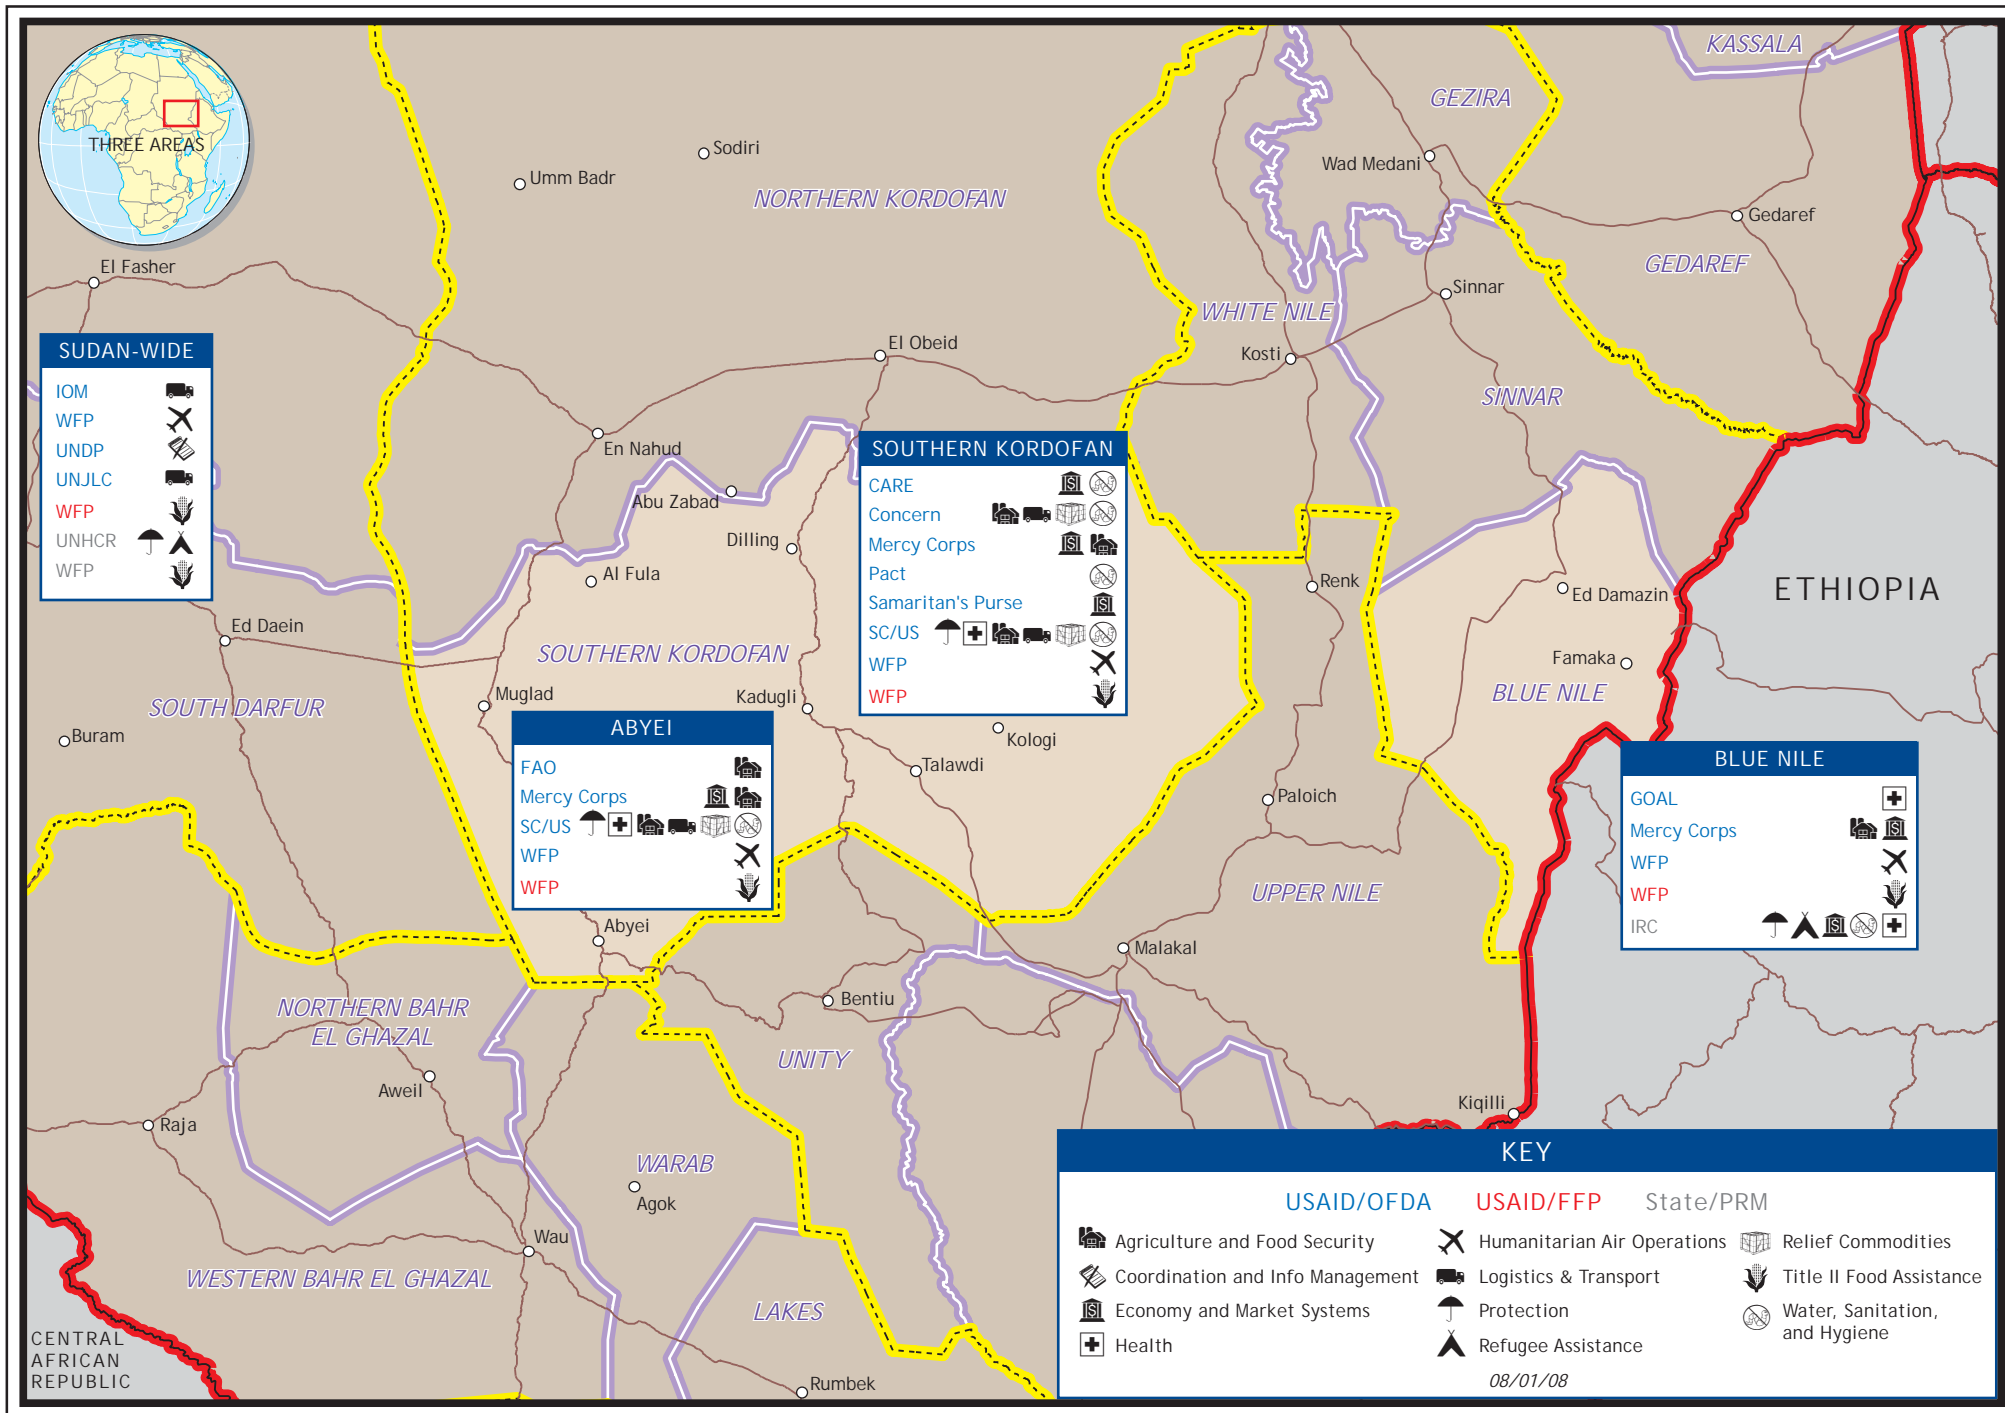 THREE AREAS
KASSALA
GEZIRA
Sodiri
Umm Badr
NORTHERN KORDOFAN
Wad Medani
Gedaref
GEDAREF
El Fasher
Sinnar
WHITE NILE
El Obeid
Kosti
SINNAR
SUDAN-WIDE
IOM
WFP
UNDP
UNJLC
WFP
UNHCR
WFP
En Nahud
Abu Zabad
Dilling
Al Fula
SOUTHERN KORDOFAN
CARE
Concern
Mercy Corps
Pact
Samaritan's Purse
SC/US
WFP
WFP
Renk
Ed Damazin
ETHIOPIA
Ed Daein
SOUTHERN KORDOFAN
Famaka
BLUE NILE
SOUTH DARFUR
Muglad
Kadugli
Buram
Kologi
Talawdi
ABYEI
FAO
Mercy Corps
SC/US
WFP
WFP
Paloich
BLUE NILE
GOAL
Mercy Corps
WFP
WFP
IRC
UPPER NILE
Abyei
Malakal
Bentiu
NORTHERN BAHR
EL GHAZAL
UNITY
Aweil
Kiqilli
Raja
WARAB
Agok
Wau
WESTERN BAHR EL GHAZAL
LAKES
Rumbek
CENTRAL
AFRICAN
REPUBLIC
KEY
USAID/OFDA USAID/FFP State/PRM
Agriculture and Food Security
Coordination and Info Management
Economy and Market Systems
Health
Humanitarian Air Operations
Logistics & Transport
Protection
Refugee Assistance
Relief Commodities
Title II Food Assistance
Water, Sanitation,
and Hygiene
08/01/08